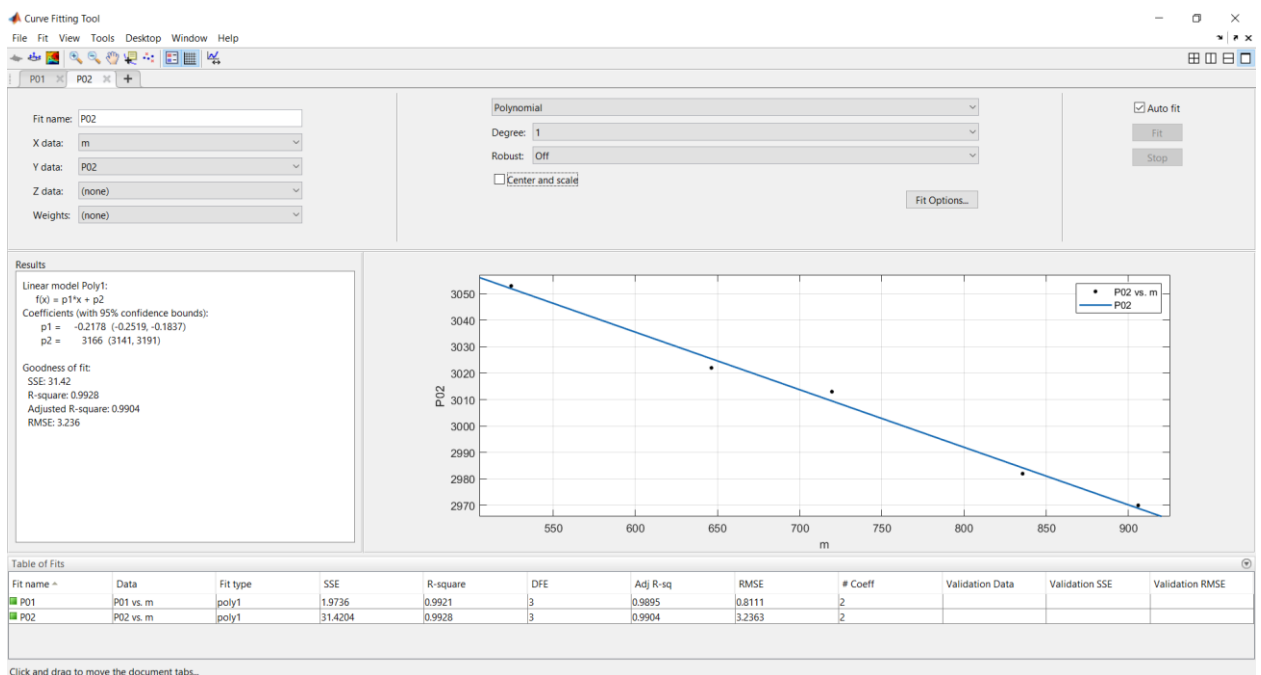 Curve Fitting Tool
File Fit View Tools Desktop Window Help
P01 P02
Fit name: P02
X data: m
Y data: P02
Z data: (none)
Weights: (none)
Polynomial
Degree: 1
Robust: Off
Center and scale
Fit Options...
Auto fit
Fit
Stop
Results
Linear model Poly1:
f(x) = p1*x + p2
Coefficients (with 95% confidence bounds):
p1 = -0.2178 (-0.2519, -0.1837)
p2 = 3166 (3141, 3191)
Goodness of fit:
SSE: 31.42
R-square: 0.9928
Adjusted R-square: 0.9904
RMSE: 3.236
P02
3050
3040
3030
3020
3010
3000
2990
2980
2970
550 600 650 700 750 800 850 900
m
P02 vs. m
P02
Table of Fits
Fit name Data Fit type SSE R-square DFE Adj R-sq RMSE # Coeff Validation Data Validation SSE Validation RMSE
P01 P01 vs. m poly1 1.9736 0.9921 3 0.9895 0.8111 2
P02 P02 vs. m poly1 31.4204 0.9928 3 0.9904 3.2363 2
Click and drag to move the document tabs...